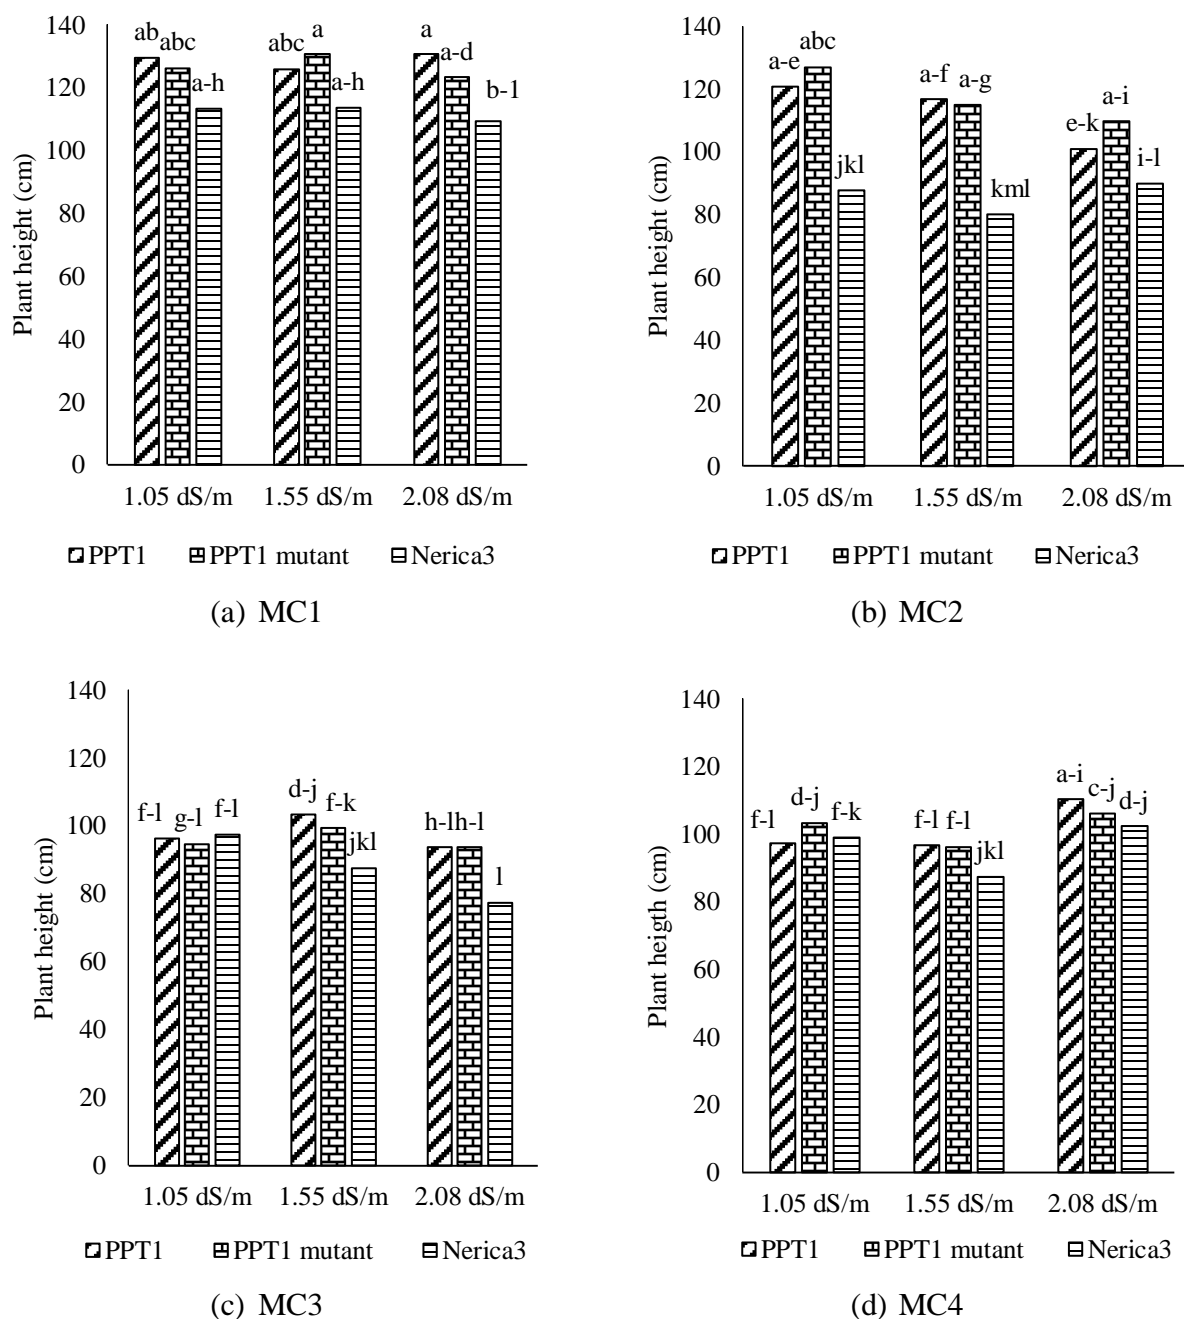 140
120
100
80
60
40
20
0
Plant height (cm)
ab abc a-h
abc a a-h
a a-d b-1
1.05 dS/m 1.55 dS/m 2.08 dS/m
PPT1 PPT1 mutant Nerica3
(a) MC1
140
120
100
80
60
40
20
0
Plant height (cm)
a-e abc jkl
a-f a-g kml
e-k a-i i-l
1.05 dS/m 1.55 dS/m 2.08 dS/m
PPT1 PPT1 mutant Nerica3
(b) MC2
140
120
100
80
60
40
20
0
Plant height (cm)
f-l g-l f-l
d-j f-k jkl
h-lh-l l
1.05 dS/m 1.55 dS/m 2.08 dS/m
PPT1 PPT1 mutant Nerica3
(c) MC3
140
120
100
80
60
40
20
0
Plant heigth (cm)
f-l d-j f-k
f-l f-l jkl
a-i c-j d-j
1.05 dS/m 1.55 dS/m 2.08 dS/m
PPT1 PPT1 mutant Nerica3
(d) MC4